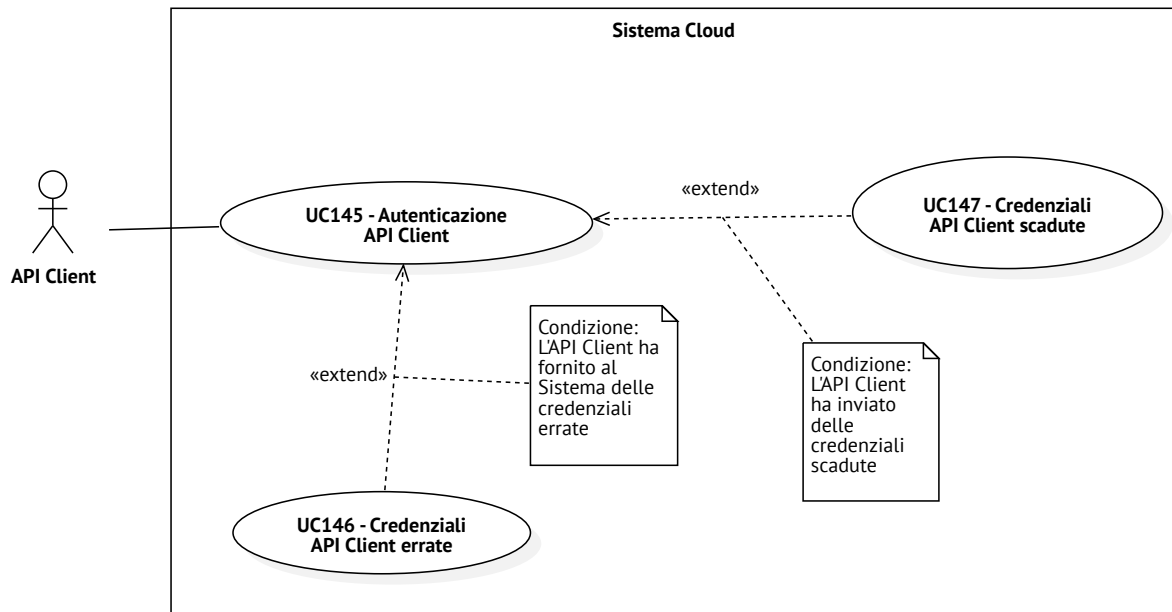 Sistema Cloud
API Client
UC145 - Autenticazione
API Client
«extend»
UC147 - Credenziali
API Client scadute
«extend»
Condizione:
L'API Client ha
fornito al
Sistema delle
credenziali
errate
Condizione:
L'API Client
ha inviato
delle
credenziali
scadute
UC146 - Credenziali
API Client errate